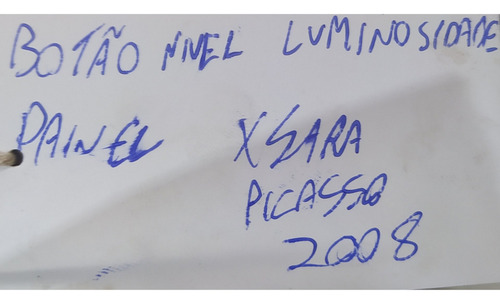 BOTÃO NIVEL LUMINOSIDADE
PAINEL XSARA
PICASSO
2008